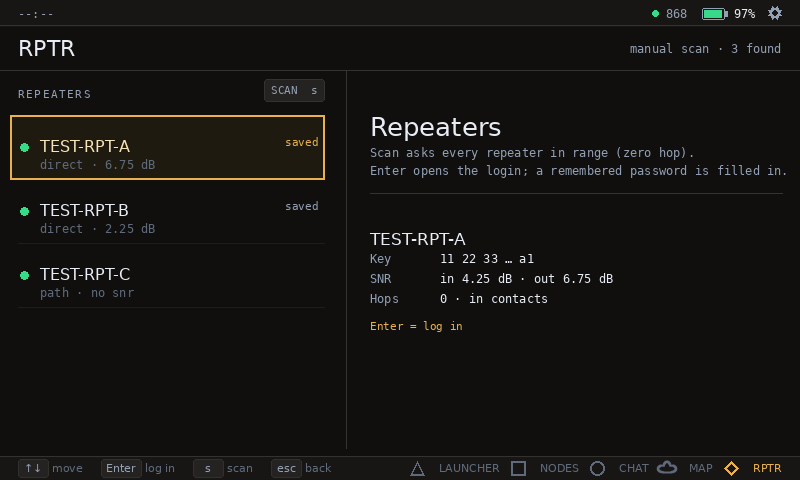 --:--
868
97%
RPTR
manual scan · 3 found
REPEATERS
SCAN s
TEST-RPT-A
saved
direct · 6.75 dB
TEST-RPT-B
saved
direct · 2.25 dB
TEST-RPT-C
path · no snr
Repeaters
Scan asks every repeater in range (zero hop).
Enter opens the login; a remembered password is filled in.
TEST-RPT-A
Key 11 22 33 … a1
SNR in 4.25 dB · out 6.75 dB
Hops 0 · in contacts
Enter = log in
↑↓ move Enter log in s scan esc back
LAUNCHER NODES CHAT MAP RPTR